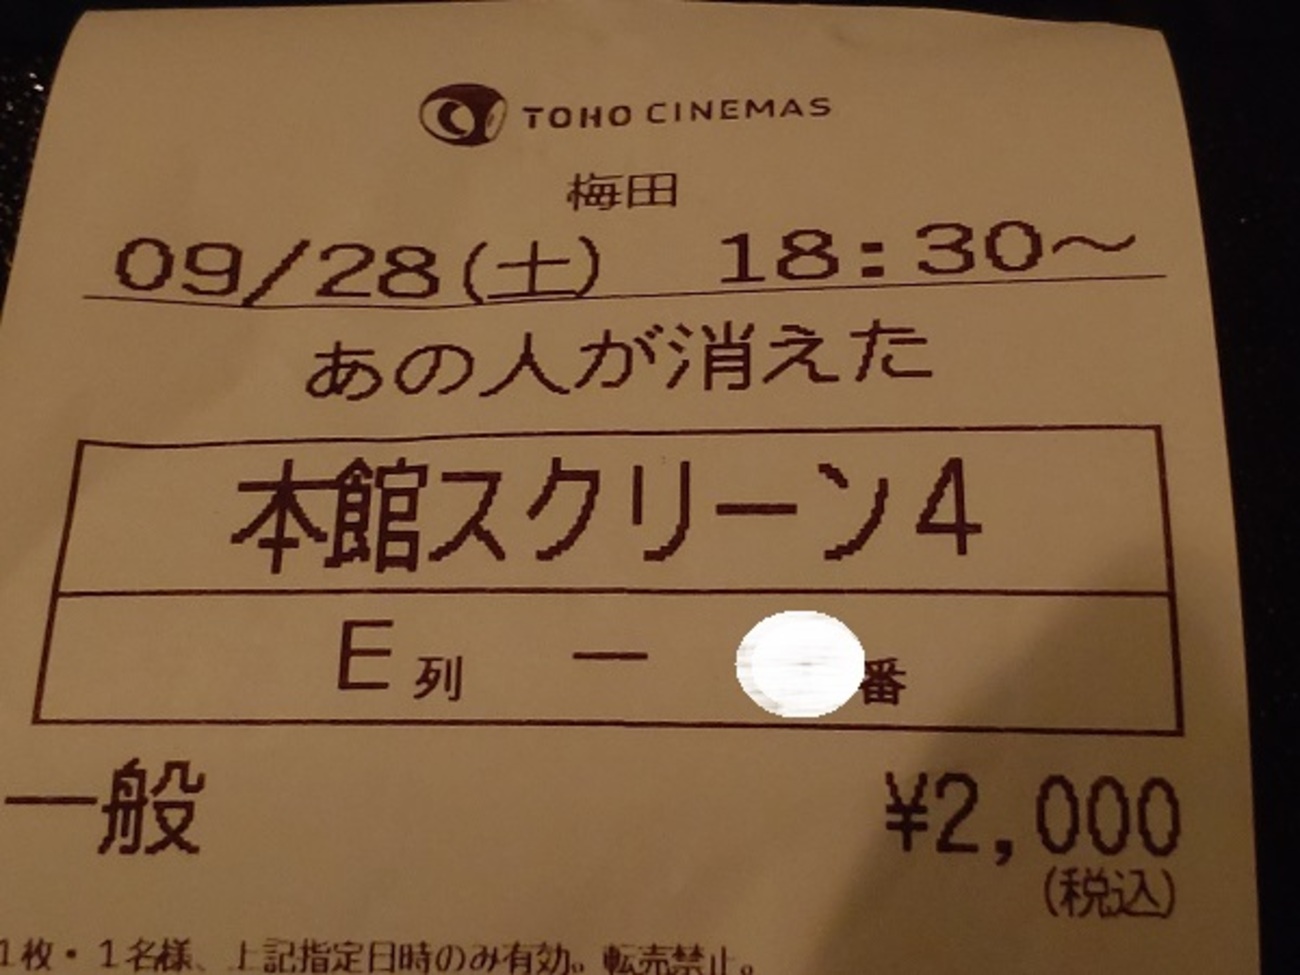 TOHO CINEMAS
梅田
09/28(土) 18:30～
あの人が消えた
本館スクリーン4
E列 ー 番
一般 ¥2,000
(税込)
1枚・1名様、上記指定日時のみ有効。転売禁止。